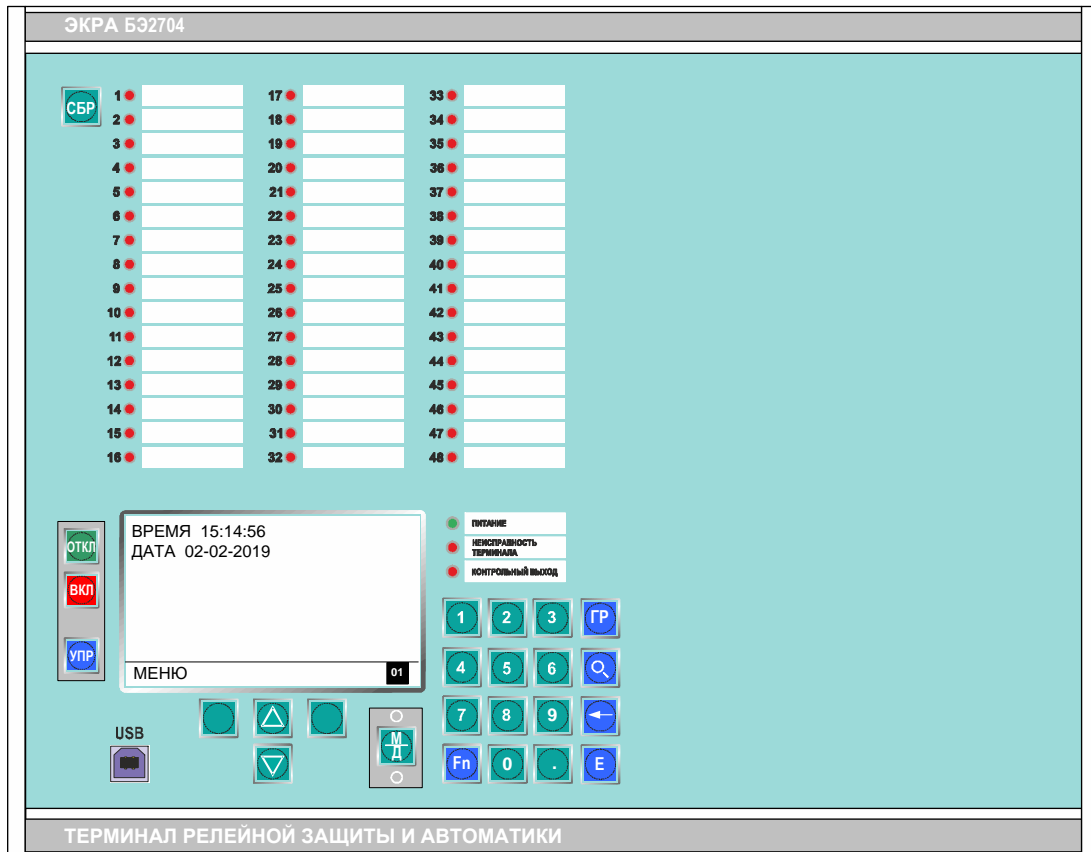 ЭКРА БЭ2704
СБР
1 17 33
2 18 34
3 19 35
4 20 36
5 21 37
6 22 38
7 23 39
8 24 40
9 25 41
10 26 42
11 27 43
12 28 44
13 29 45
14 30 46
15 31 47
16 32 48
ОТКЛ
ВКЛ
УПР
ВРЕМЯ 15:14:56
ДАТА 02-02-2019
МЕНЮ 01
ПИТАНИЕ
НЕИСПРАВНОСТЬ
ТЕРМИНАЛА
КОНТРОЛЬНЫЙ ВЫХОД
1 2 3 ГР
4 5 6
7 8 9
Fn 0 . E
USB
М
Д
ТЕРМИНАЛ РЕЛЕЙНОЙ ЗАЩИТЫ И АВТОМАТИКИ